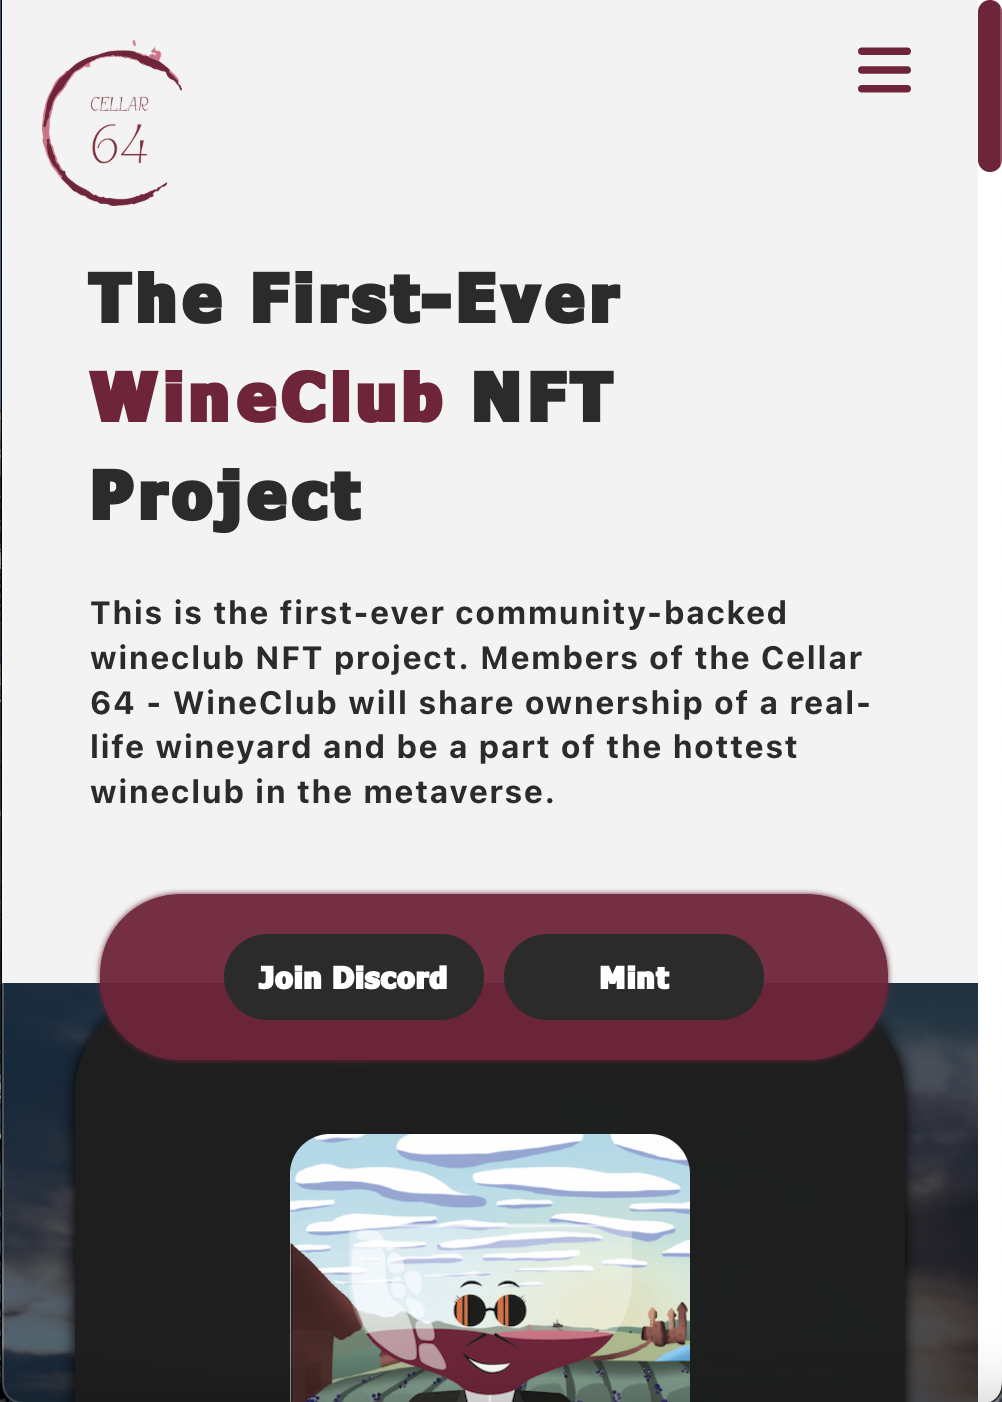 CELLAR
64
The First-Ever
WineClub NFT
Project
This is the first-ever community-backed
wineclub NFT project. Members of the Cellar
64 - WineClub will share ownership of a real-
life wineyard and be a part of the hottest
wineclub in the metaverse.
Join Discord Mint